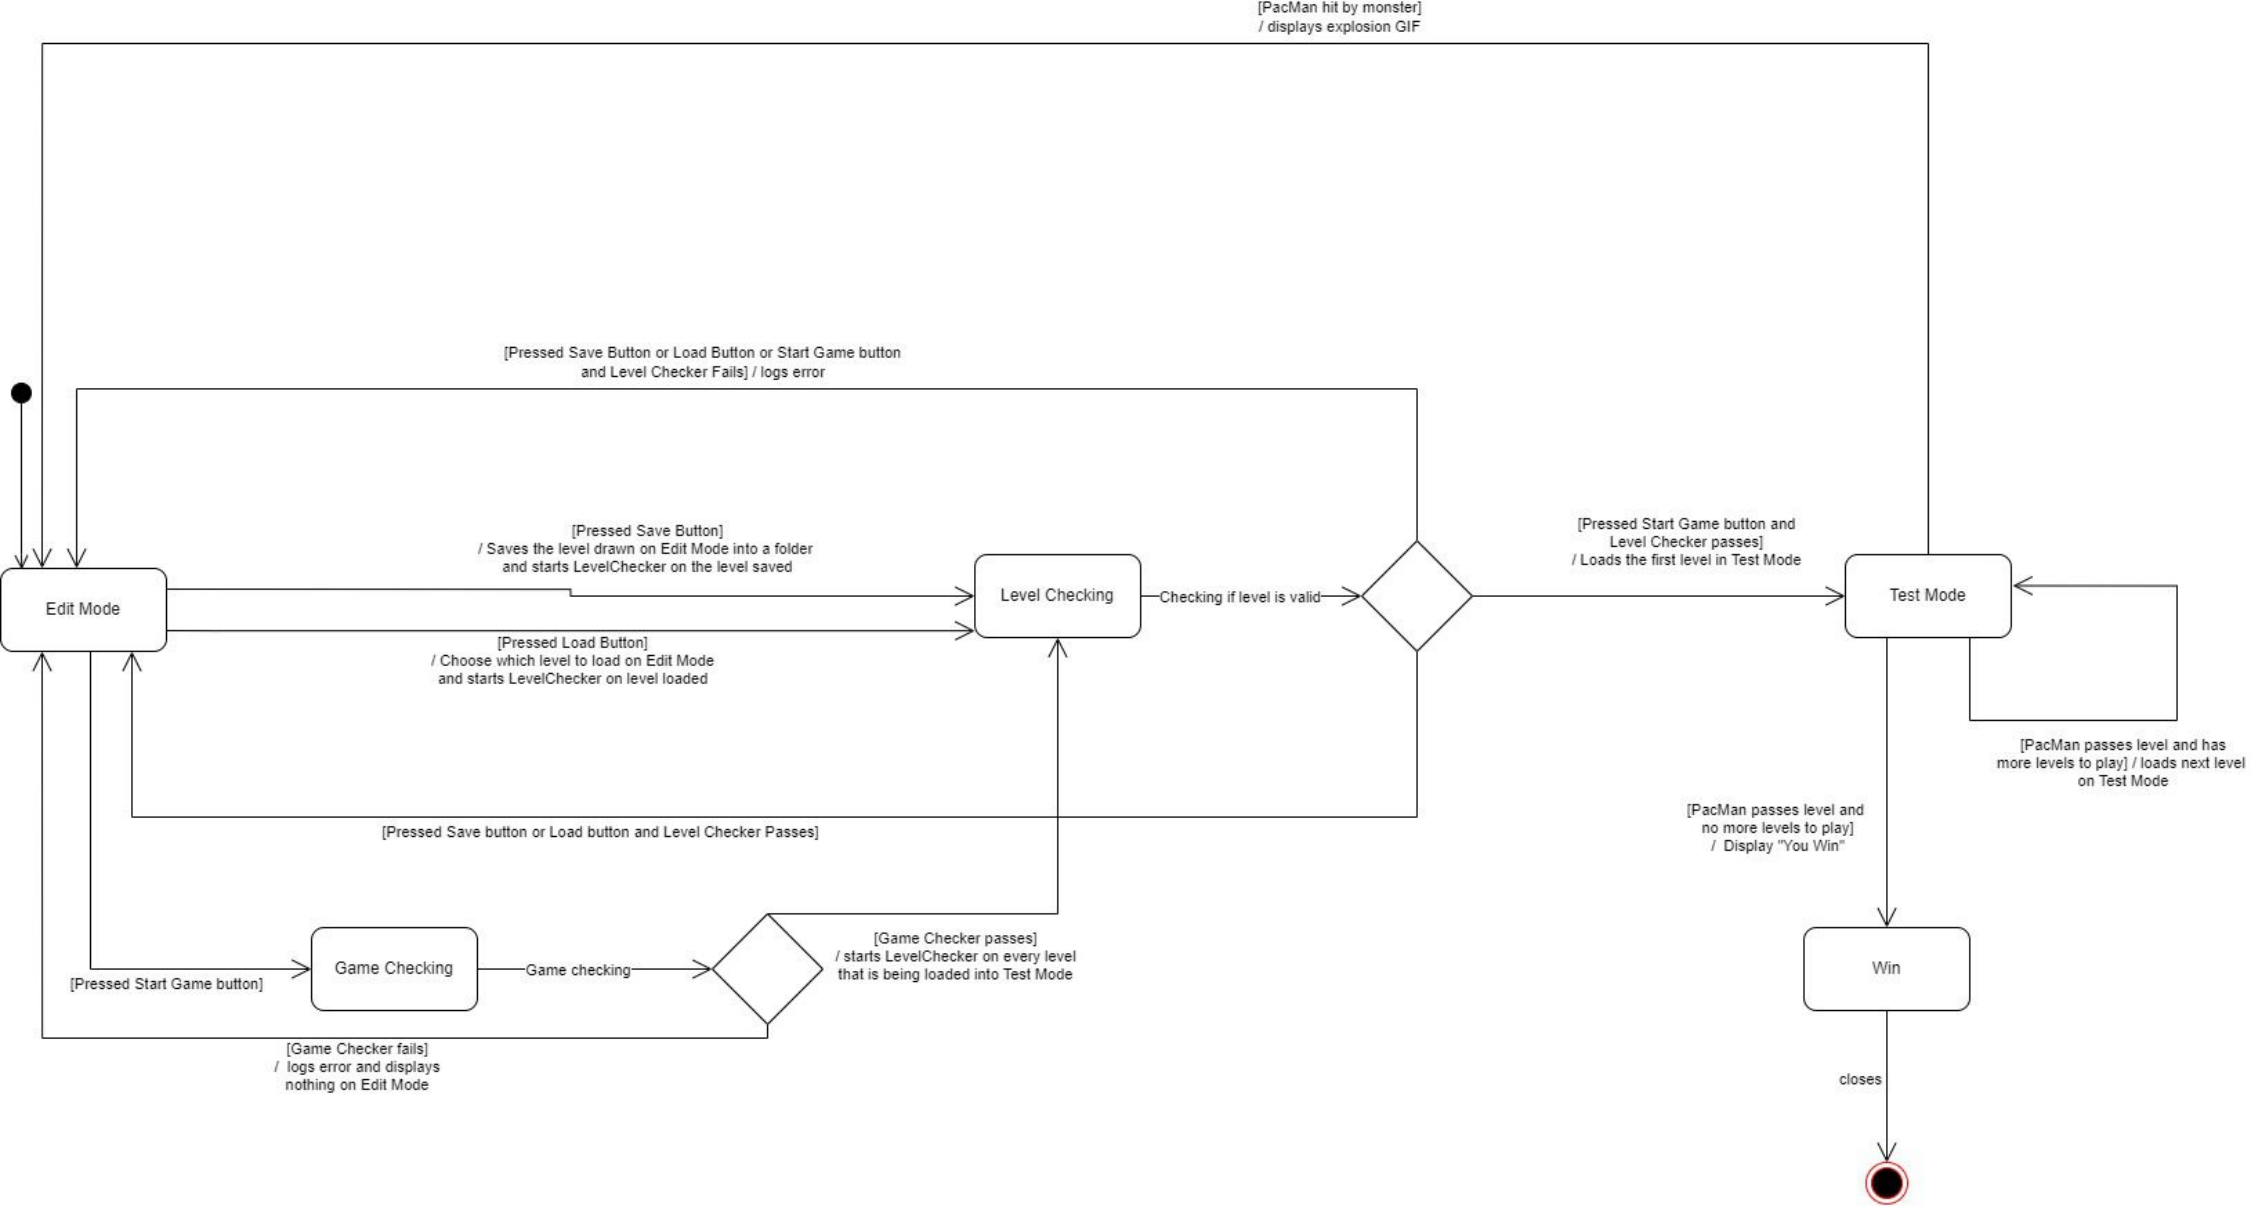 [PacMan hit by monster]
/ displays explosion GIF
[Pressed Save Button or Load Button or Start Game button
and Level Checker Fails] / logs error
[Pressed Save Button]
/ Saves the level drawn on Edit Mode into a folder
and starts LevelChecker on the level saved
[Pressed Start Game button and
Level Checker passes]
/ Loads the first level in Test Mode
Edit Mode
Level Checking
Checking if level is valid
Test Mode
[Pressed Load Button]
/ Choose which level to load on Edit Mode
and starts LevelChecker on level loaded
[PacMan passes level and has
more levels to play] / loads next level
on Test Mode
[PacMan passes level and
no more levels to play]
/ Display "You Win"
[Pressed Save button or Load button and Level Checker Passes]
[Game Checker passes]
/ starts LevelChecker on every level
that is being loaded into Test Mode
Game Checking
Game checking
Win
[Pressed Start Game button]
[Game Checker fails]
/ logs error and displays
nothing on Edit Mode
closes